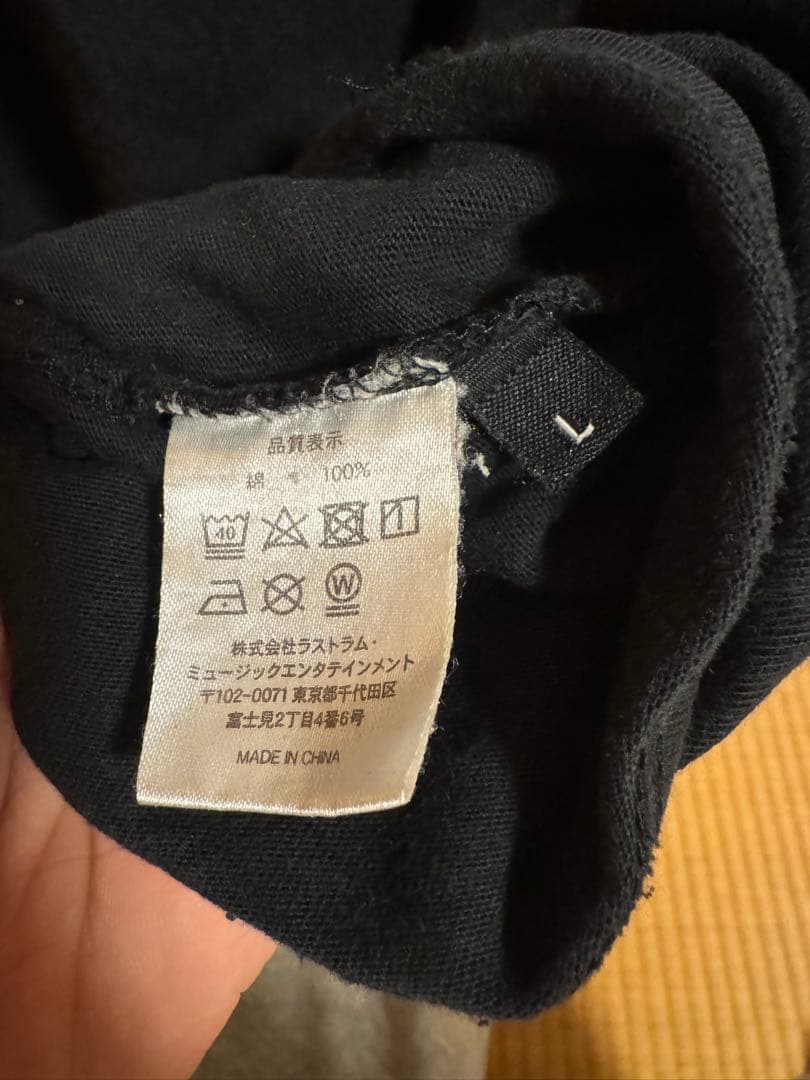 品質表示
綿 100%
40
W
株式会社ラストラム・
ミュージックエンタテインメント
〒102-0071 東京都千代田区
富士見2丁目4番6号
MADE IN CHINA
L